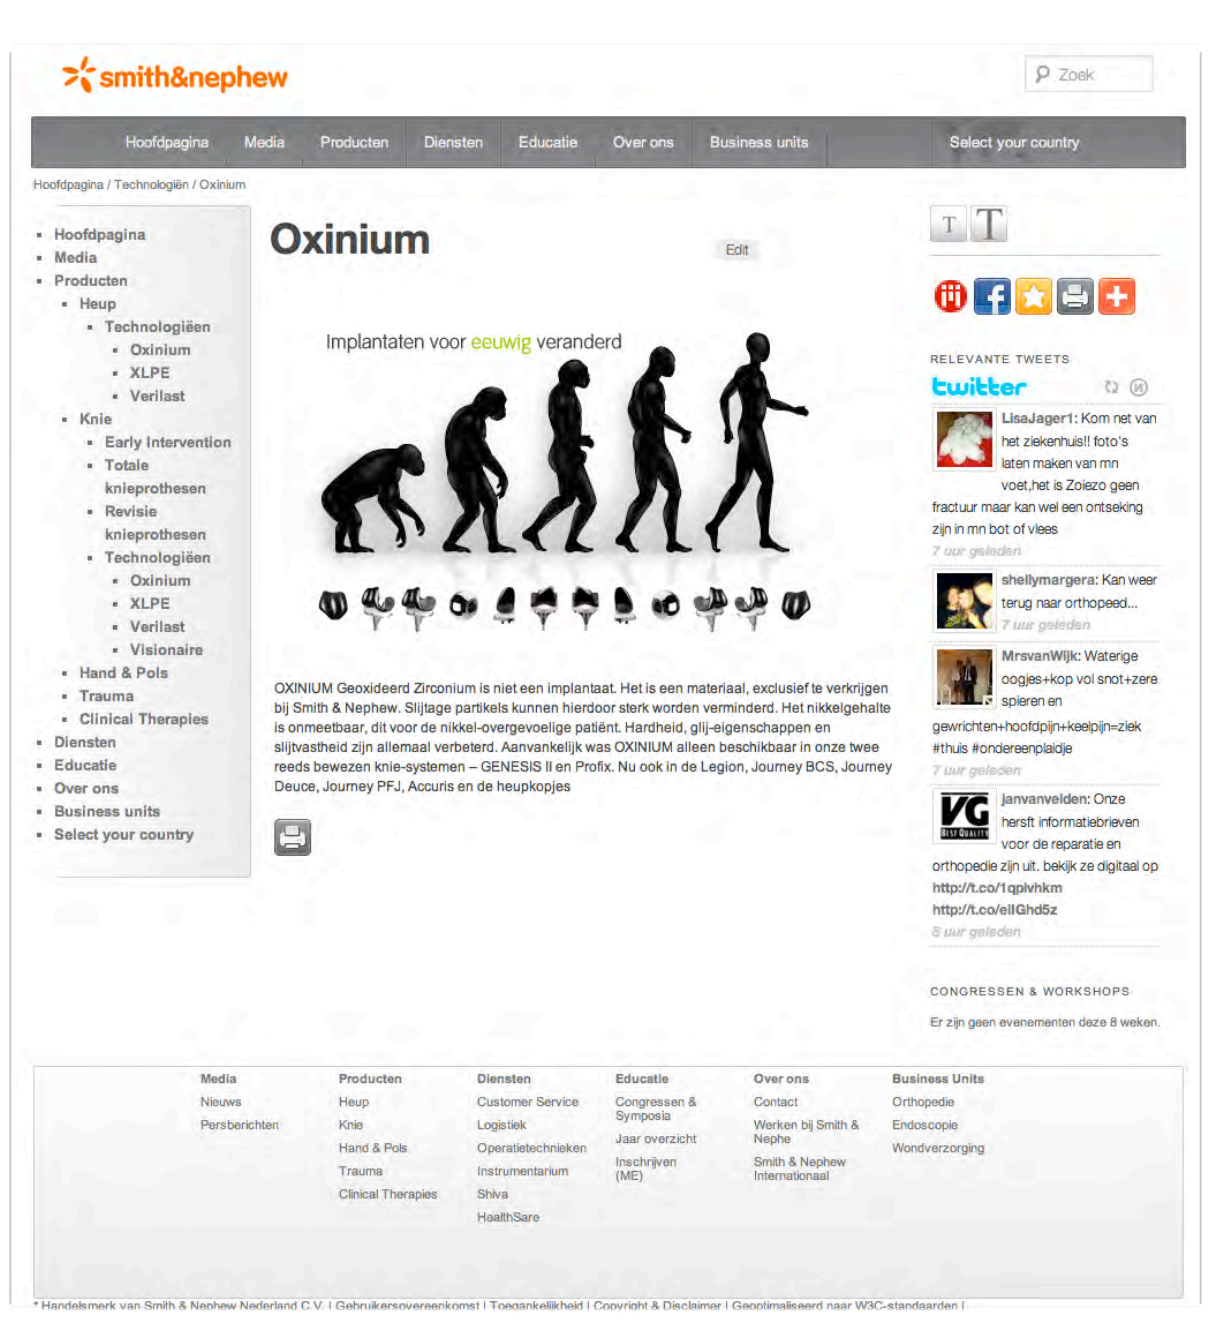 smith&nephew
Zoek
Hoofdpagina Media Producten Diensten Educatie Over ons Business units Select your country
Hoofdpagina / Technologiën / Oxinium
Hoofdpagina
Media
Producten
Heup
Technologiëen
Oxinium
XLPE
Verilast
Knie
Early Intervention
Totale
knieprothesen
Revisie
knieprothesen
Technologiëen
Oxinium
XLPE
Verilast
Visionaire
Hand & Pols
Trauma
Clinical Therapies
Diensten
Educatie
Over ons
Business units
Select your country
Oxinium
Edit
Implantaten voor eeuwig veranderd
OXINIUM Geoxideerd Zirconium is niet een implantaat. Het is een materiaal, exclusief te verkrijgen
bij Smith & Nephew. Slijtage partikels kunnen hierdoor sterk worden verminderd. Het nikkelgehalte
is onmeetbaar, dit voor de nikkel-overgevoelige patiënt. Hardheid, glij-eigenschappen en
slijtvastheid zijn allemaal verbeterd. Aanvankelijk was OXINIUM alleen beschikbaar in onze twee
reeds bewezen knie-systemen – GENESIS II en Profix. Nu ook in de Legion, Journey BCS, Journey
Deuce, Journey PFJ, Accuris en de heupkopjes
T T
RELEVANTE TWEETS
twitter
LisaJager1: Kom net van
het ziekenhuis!! foto's
laten maken van mn
voet,het is Zoiezo geen
fractuur maar kan wel een ontseking
zijn in mn bot of vlees
7 uur geleden
shellymargera: Kan weer
terug naar orthopeed...
7 uur geleden
MrsvanWijk: Waterige
oogjes+kop vol snot+zere
spieren en
gewrichten+hoofdpijn+keelpijn=ziek
#thuis #ondereenplaidje
7 uur geleden
VG
BEST QUALITY
janvanvelden: Onze
herfst informatiebrieven
voor de reparatie en
orthopedie zijn uit. bekijk ze digitaal op
http://t.co/1qpivhkm
http://t.co/eiIGhd5z
8 uur geleden
CONGRESSEN & WORKSHOPS
Er zijn geen evenementen deze 8 weken.
Media
Nieuws
Persberichten
Producten
Heup
Knie
Hand & Pols
Trauma
Clinical Therapies
Diensten
Customer Service
Logistiek
Operatietechnieken
Instrumentarium
Shiva
HealthSare
Educatie
Congressen &
Symposia
Jaar overzicht
Inschrijven
(ME)
Over ons
Contact
Werken bij Smith &
Nephe
Smith & Nephew
Internationaal
Business Units
Orthopedie
Endoscopie
Wondverzorging
* Handelsmerk van Smith & Nephew Nederland C.V. | Gebruikersovereenkomst | Toegankelijkheid | Copyright & Disclaimer | Geoptimaliseerd naar W3C-standaarden |